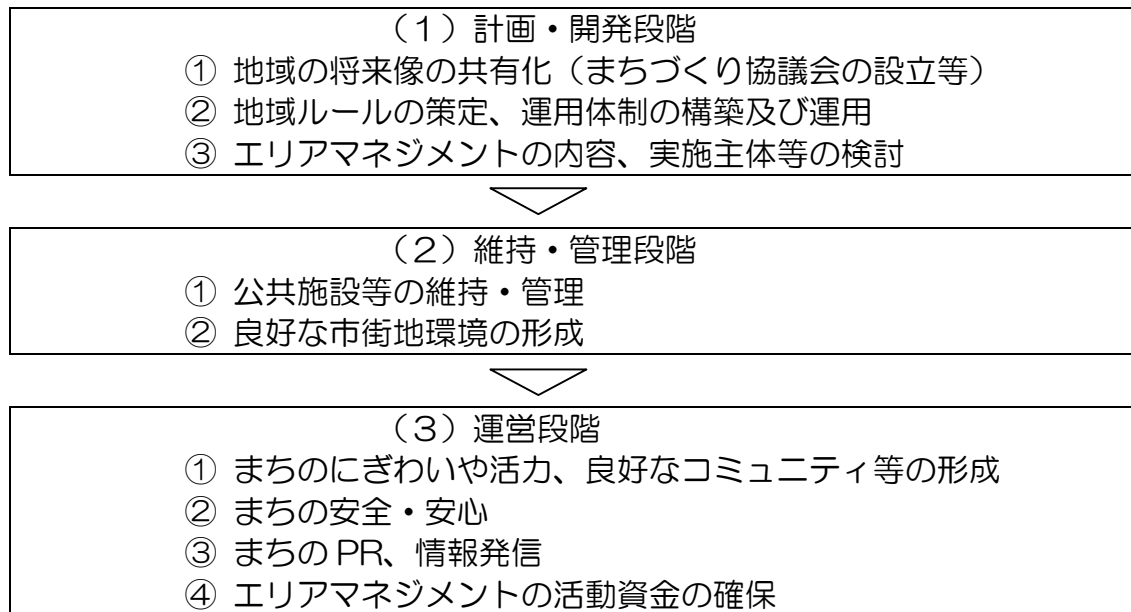 （１）計画・開発段階
① 地域の将来像の共有化（まちづくり協議会の設立等）
② 地域ルールの策定、運用体制の構築及び運用
③ エリアマネジメントの内容、実施主体等の検討
（２）維持・管理段階
① 公共施設等の維持・管理
② 良好な市街地環境の形成
（３）運営段階
① まちのにぎわいや活力、良好なコミュニティ等の形成
② まちの安全・安心
③ まちの PR、情報発信
④ エリアマネジメントの活動資金の確保